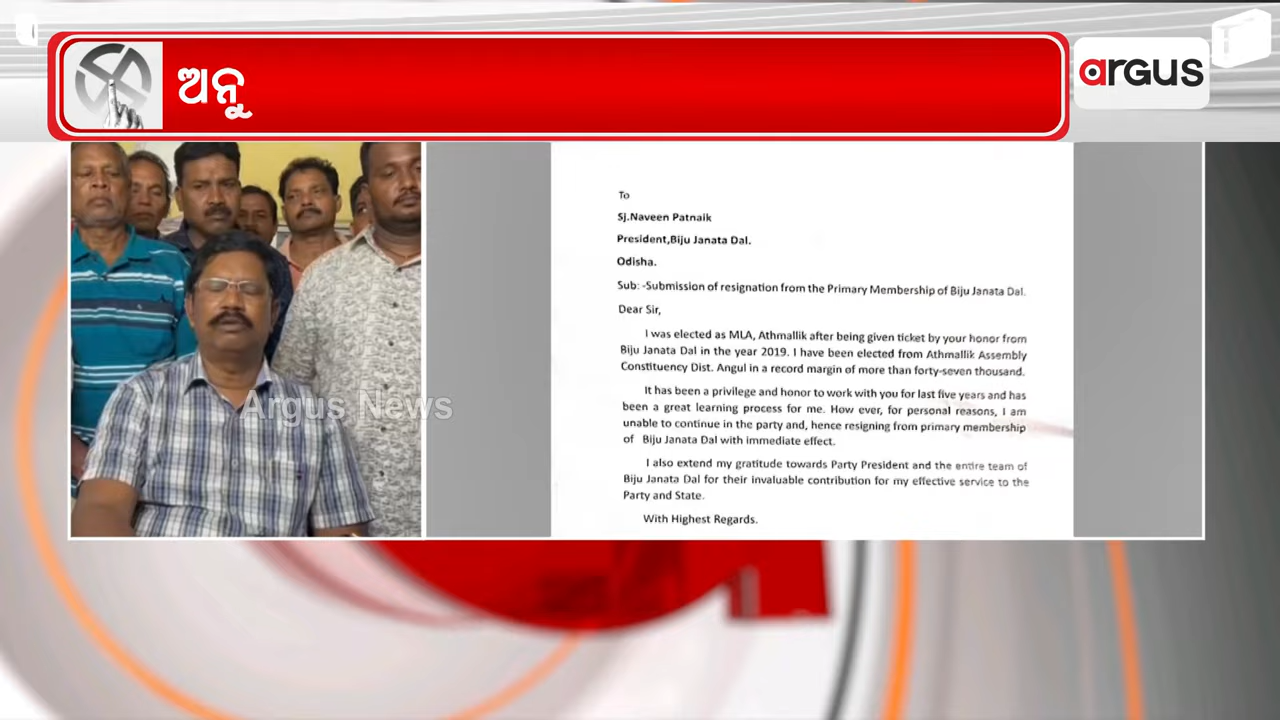 ଅନୁ
argus
To
Sj.Naveen Patnaik
President,Biju Janata Dal.
Odisha.
Sub: -Submission of resignation from the Primary Membership of Biju Janata Dal.
Dear Sir,
I was elected as MLA, Athmallik after being given ticket by your honor from
Biju Janata Dal in the year 2019. I have been elected from Athmallik Assembly
Constituency Dist. Angul in a record margin of more than forty-seven thousand.
It has been a privilege and honor to work with you for last five years and has
been a great learning process for me. How ever, for personal reasons, I am
unable to continue in the party and, hence resigning from primary membership
of Biju Janata Dal with immediate effect.
I also extend my gratitude towards Party President and the entire team of
Biju Janata Dal for their invaluable contribution for my effective service to the
Party and State.
With Highest Regards.
Argus News